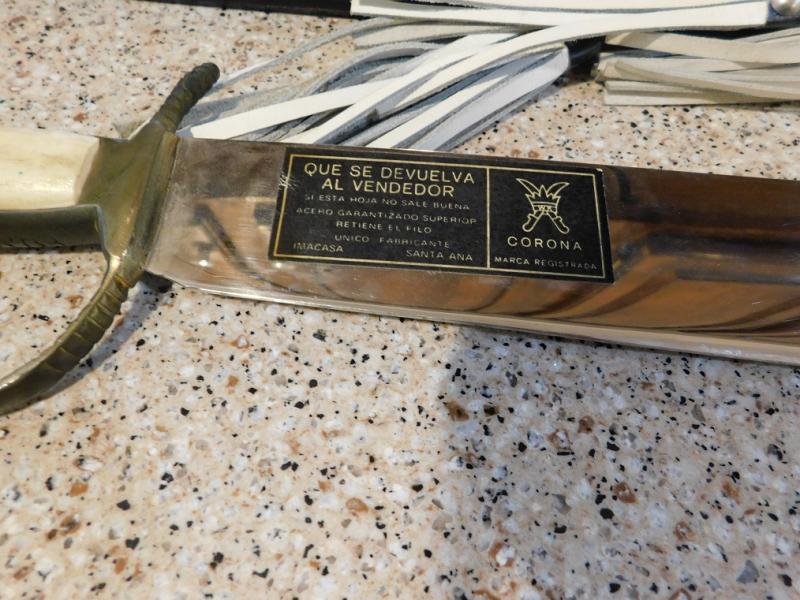 QUE SE DEVUELVA
AL VENDEDOR
SI ESTA HOJA NO SALE BUENA
ACERO GARANTIZADO SUPERIOR
RETIENE EL FILO
UNICO FABRICANTE
IMACASA SANTA ANA
CORONA
MARCA REGISTRADA